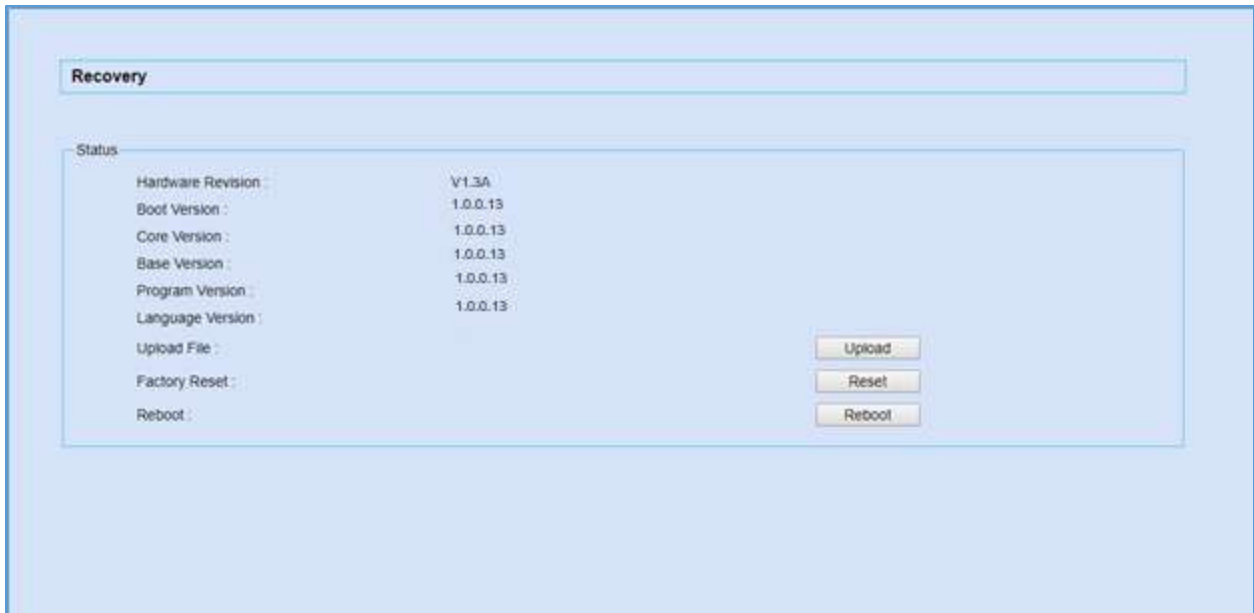 Recovery
Status
Hardware Revision : V1.3A
Boot Version : 1.0.0.13
Core Version : 1.0.0.13
Base Version : 1.0.0.13
Program Version : 1.0.0.13
Language Version : 1.0.0.13
Upload File : Upload
Factory Reset : Reset
Reboot : Reboot